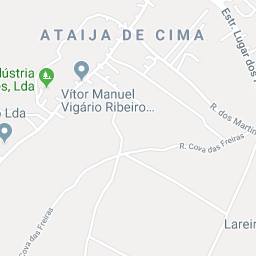 ATAIJA DE CIMA
Estr. Lugar dos
dústria
es, Lda
Vítor Manuel
Vigário Ribeiro...
o Lda
R. dos Martin
R. Cova das Freiras
R. Cova das Freiras
Larei